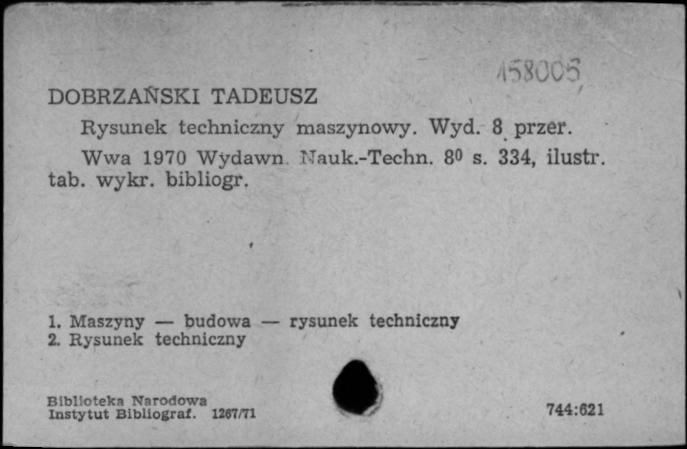 158005
DOBRZAŃSKI TADEUSZ
Rysunek techniczny maszynowy. Wyd. 8 przer.
Wwa 1970 Wydawn. Nauk.-Techn. 8⁰ s. 334, ilustr.
tab. wykr. bibliogr.
1. Maszyny — budowa — rysunek techniczny
2. Rysunek techniczny
Biblioteka Narodowa
Instytut Bibliograf. 1267/71
744:621